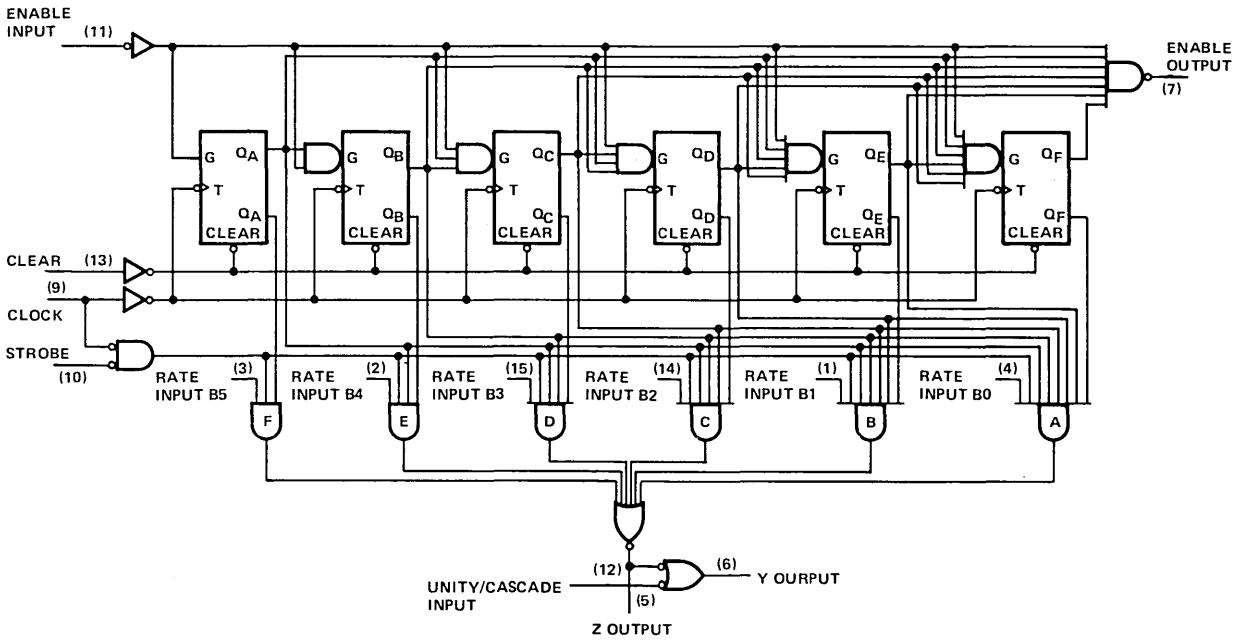 ENABLE
INPUT
(11)
ENABLE
OUTPUT
(7)
G
QA
T
QA
CLEAR
G
QB
T
QB
CLEAR
G
QC
T
QC
CLEAR
G
QD
T
QD
CLEAR
G
QE
T
QE
CLEAR
G
QF
T
QF
CLEAR
CLEAR
(13)
(9)
CLOCK
STROBE
(10)
RATE
INPUT B5
(3)
RATE
INPUT B4
(2)
RATE
INPUT B3
(15)
RATE
INPUT B2
(14)
RATE
INPUT B1
(1)
RATE
INPUT B0
(4)
F
E
D
C
B
A
(12)
(6)
Y OURPUT
UNITY/CASCADE
INPUT
(5)
Z OUTPUT